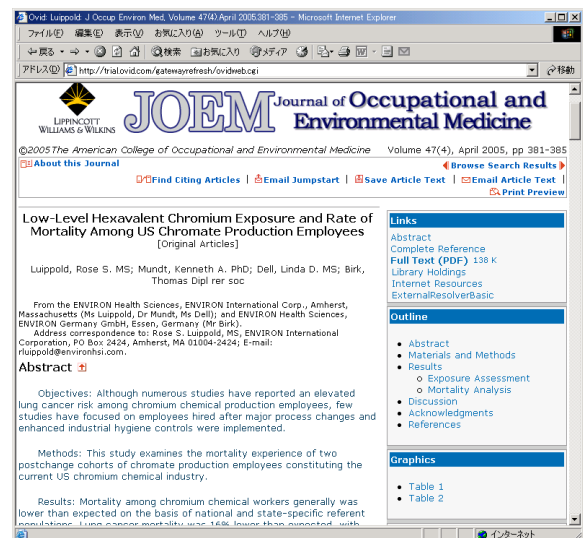 Ovid: Luippold: J Occup Environ Med, Volume 47(4).April 2005.381-385 - Microsoft Internet Explorer
ファイル(F) 編集(E) 表示(V) お気に入り(A) ツール(T) ヘルプ(H)
戻る 検索 お気に入り メディア
アドレス(D) http://trial.ovid.com/gatewayrefresh/ovidweb.cgi 移動
LIPPINCOTT
WILLIAMS & WILKINS
JOEM
Journal of Occupational and
Environmental Medicine
©2005The American College of Occupational and Environmental Medicine Volume 47(4), April 2005, pp 381-385
About this Journal Browse Search Results
Find Citing Articles | Email Jumpstart | Save Article Text | Email Article Text |
Print Preview
Low-Level Hexavalent Chromium Exposure and Rate of
Mortality Among US Chromate Production Employees
[Original Articles]
Luippold, Rose S. MS; Mundt, Kenneth A. PhD; Dell, Linda D. MS; Birk,
Thomas Dipl rer soc
From the ENVIRON Health Sciences, ENVIRON International Corp., Amherst,
Massachusetts (Ms Luippold, Dr Mundt, Ms Dell); and ENVIRON Health Sciences,
ENVIRON Germany GmbH, Essen, Germany (Mr Birk).
Address correspondence to: Rose S. Luippold, MS, ENVIRON International
Corporation, PO Box 2424, Amherst, MA 01004-2424; E-mail:
rluippold@environhsi.com.
Abstract
Objectives: Although numerous studies have reported an elevated
lung cancer risk among chromium chemical production employees, few
studies have focused on employees hired after major process changes and
enhanced industrial hygiene controls were implemented.
Methods: This study examines the mortality experience of two
postchange cohorts of chromate production employees constituting the
current US chromium chemical industry.
Results: Mortality among chromium chemical workers generally was
lower than expected on the basis of national and state-specific referent
populations. Lung cancer mortality was 16% lower than expected, with
Links
Abstract
Complete Reference
Full Text (PDF) 138 K
Library Holdings
Internet Resources
ExternalResolverBasic
Outline
Abstract
Materials and Methods
Results
Exposure Assessment
Mortality Analysis
Discussion
Acknowledgments
References
Graphics
Table 1
Table 2
インターネット